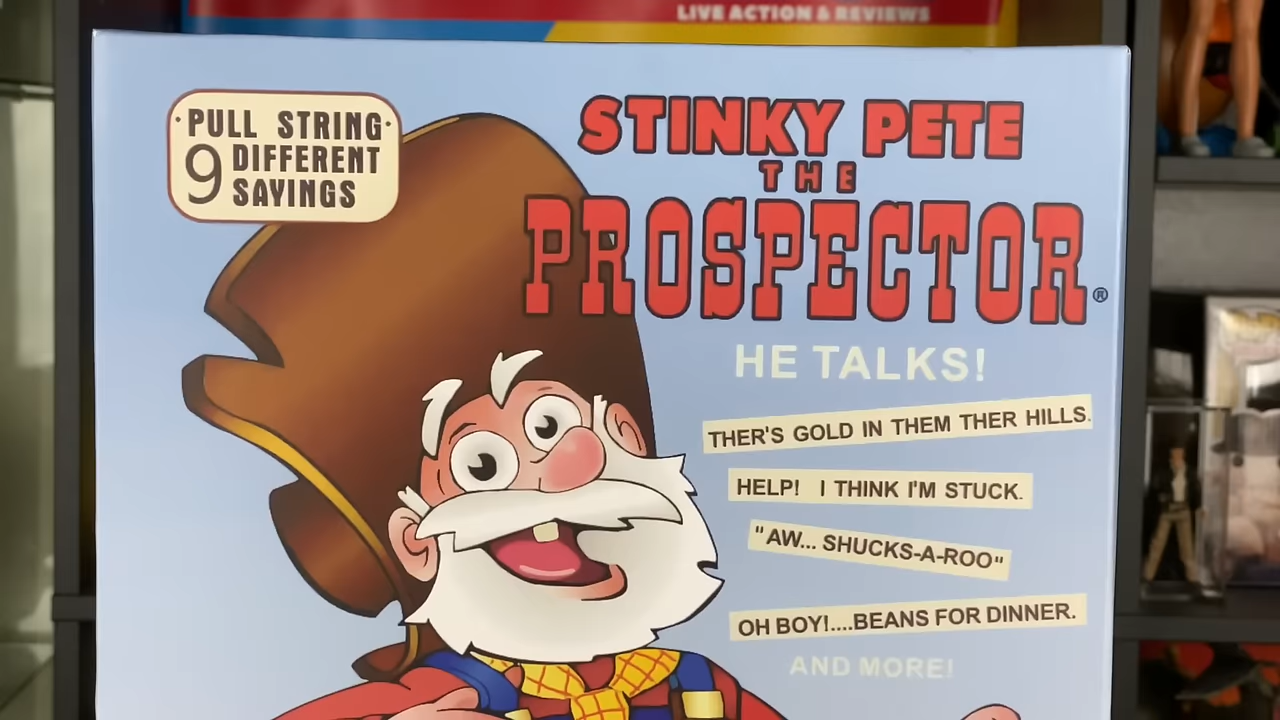 LIVE ACTION & REVIEWS
·PULL STRING·
9 DIFFERENT
SAYINGS
STINKY PETE
THE
PROSPECTOR®
HE TALKS!
THER'S GOLD IN THEM THER HILLS.
HELP! I THINK I'M STUCK.
"AW... SHUCKS-A-ROO"
OH BOY!....BEANS FOR DINNER.
AND MORE!